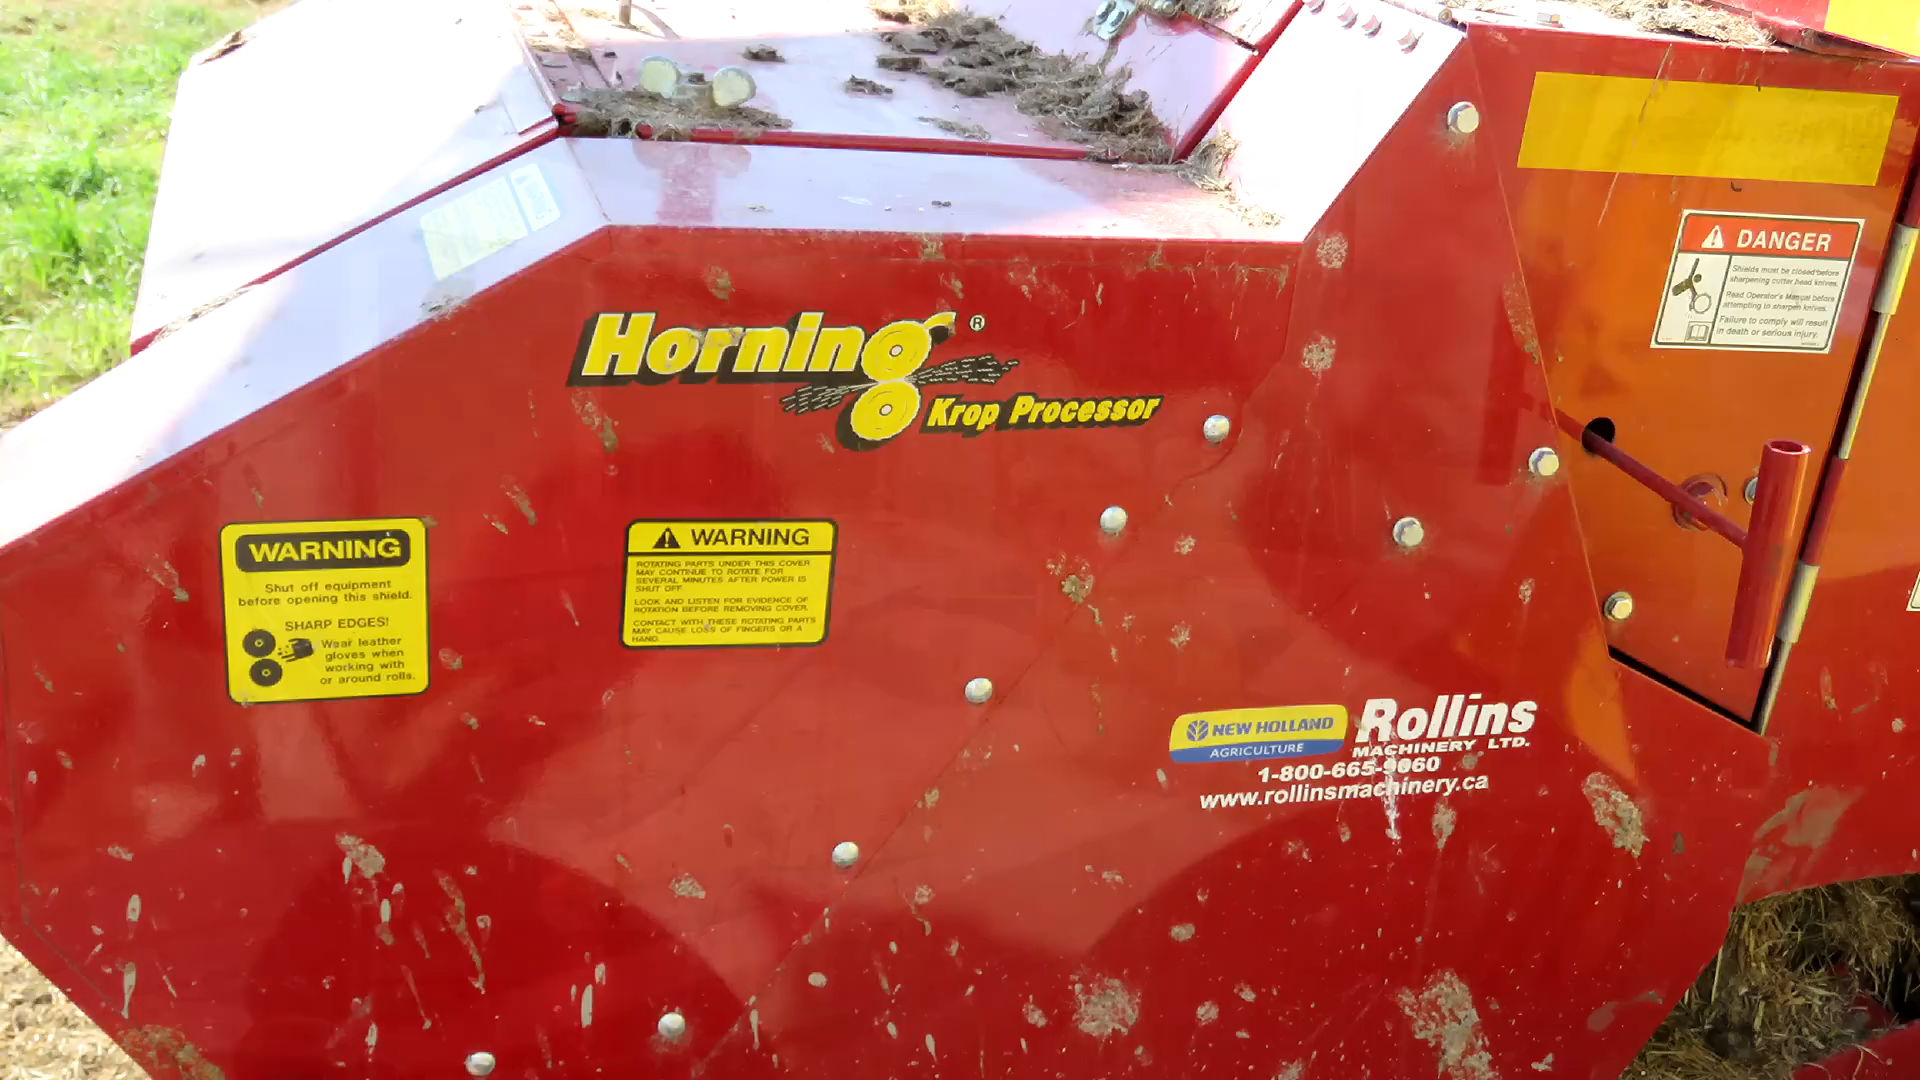 Horning ®
Krop Processor
WARNING
Shut off equipment
before opening this shield.
SHARP EDGES!
Wear leather
gloves when
working with
or around rolls.
WARNING
ROTATING PARTS UNDER THIS COVER
MAY CONTINUE TO ROTATE FOR
SEVERAL MINUTES AFTER POWER IS
SHUT OFF.
LOOK AND LISTEN FOR EVIDENCE OF
ROTATION BEFORE REMOVING COVER.
CONTACT WITH THESE ROTATING PARTS
MAY CAUSE LOSS OF FINGERS OR A
HAND.
NEW HOLLAND
AGRICULTURE
Rollins
MACHINERY LTD.
1-800-665-9060
www.rollinsmachinery.ca
DANGER
Shields must be closed before
sharpening cutter head knives.
Read Operator's Manual before
attempting to sharpen knives.
Failure to comply will result
in death or serious injury.